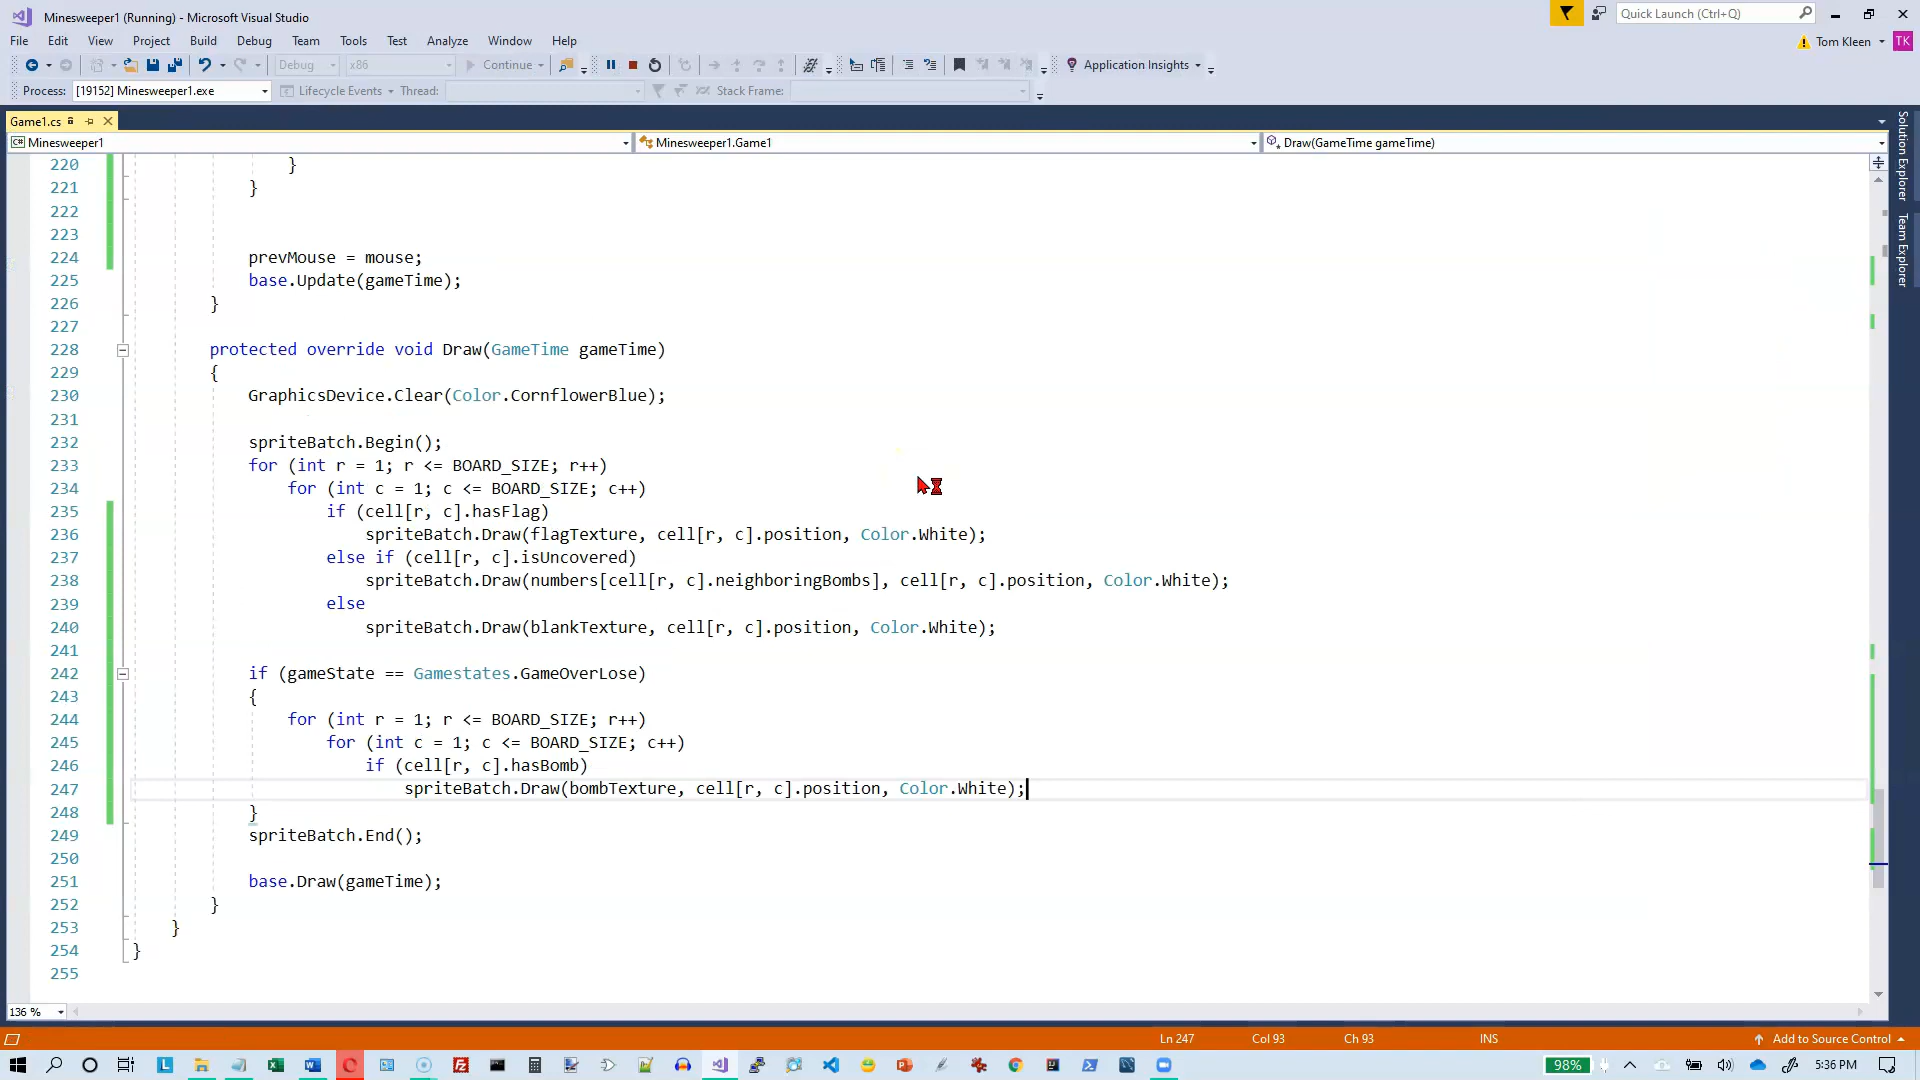 Minesweeper1 (Running) - Microsoft Visual Studio
Quick Launch (Ctrl+Q)
File Edit View Project Build Debug Team Tools Test Analyze Window Help
Tom Kleen TK
Debug x86 Continue Application Insights
Process: [19152] Minesweeper1.exe Lifecycle Events Thread: Stack Frame:
Game1.cs
Minesweeper1 Minesweeper1.Game1 Draw(GameTime gameTime)
Solution Explorer
Team Explorer
220 }
221 }
222
223
224 prevMouse = mouse;
225 base.Update(gameTime);
226 }
227
228 protected override void Draw(GameTime gameTime)
229 {
230 GraphicsDevice.Clear(Color.CornflowerBlue);
231
232 spriteBatch.Begin();
233 for (int r = 1; r <= BOARD_SIZE; r++)
234 for (int c = 1; c <= BOARD_SIZE; c++)
235 if (cell[r, c].hasFlag)
236 spriteBatch.Draw(flagTexture, cell[r, c].position, Color.White);
237 else if (cell[r, c].isUncovered)
238 spriteBatch.Draw(numbers[cell[r, c].neighboringBombs], cell[r, c].position, Color.White);
239 else
240 spriteBatch.Draw(blankTexture, cell[r, c].position, Color.White);
241
242 if (gameState == Gamestates.GameOverLose)
243 {
244 for (int r = 1; r <= BOARD_SIZE; r++)
245 for (int c = 1; c <= BOARD_SIZE; c++)
246 if (cell[r, c].hasBomb)
247 spriteBatch.Draw(bombTexture, cell[r, c].position, Color.White);
248 }
249 spriteBatch.End();
250
251 base.Draw(gameTime);
252 }
253 }
254 }
255
136 %
Ln 247 Col 93 Ch 93 INS Add to Source Control
98% 5:36 PM